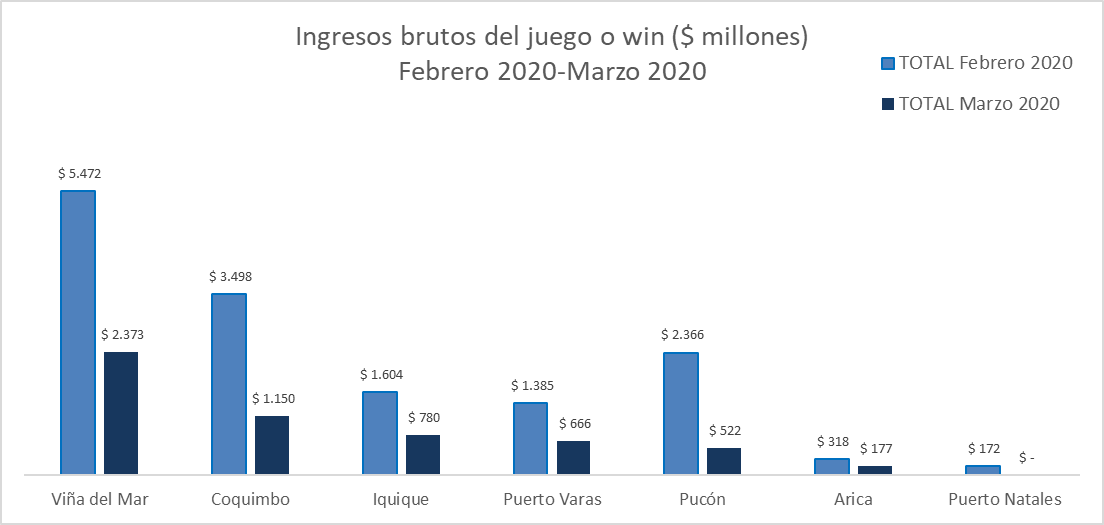 Ingresos brutos del juego o win ($ millones)
Febrero 2020-Marzo 2020
TOTAL Febrero 2020
TOTAL Marzo 2020
$ 5.472
$ 2.373
$ 3.498
$ 1.150
$ 1.604
$ 780
$ 1.385
$ 666
$ 2.366
$ 522
$ 318
$ 177
$ 172
$ -
Viña del Mar
Coquimbo
Iquique
Puerto Varas
Pucón
Arica
Puerto Natales